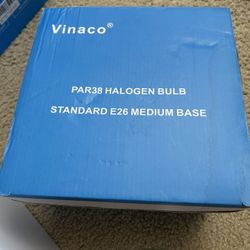 Vinaco®
PAR38 HALOGEN BULB
STANDARD E26 MEDIUM BASE